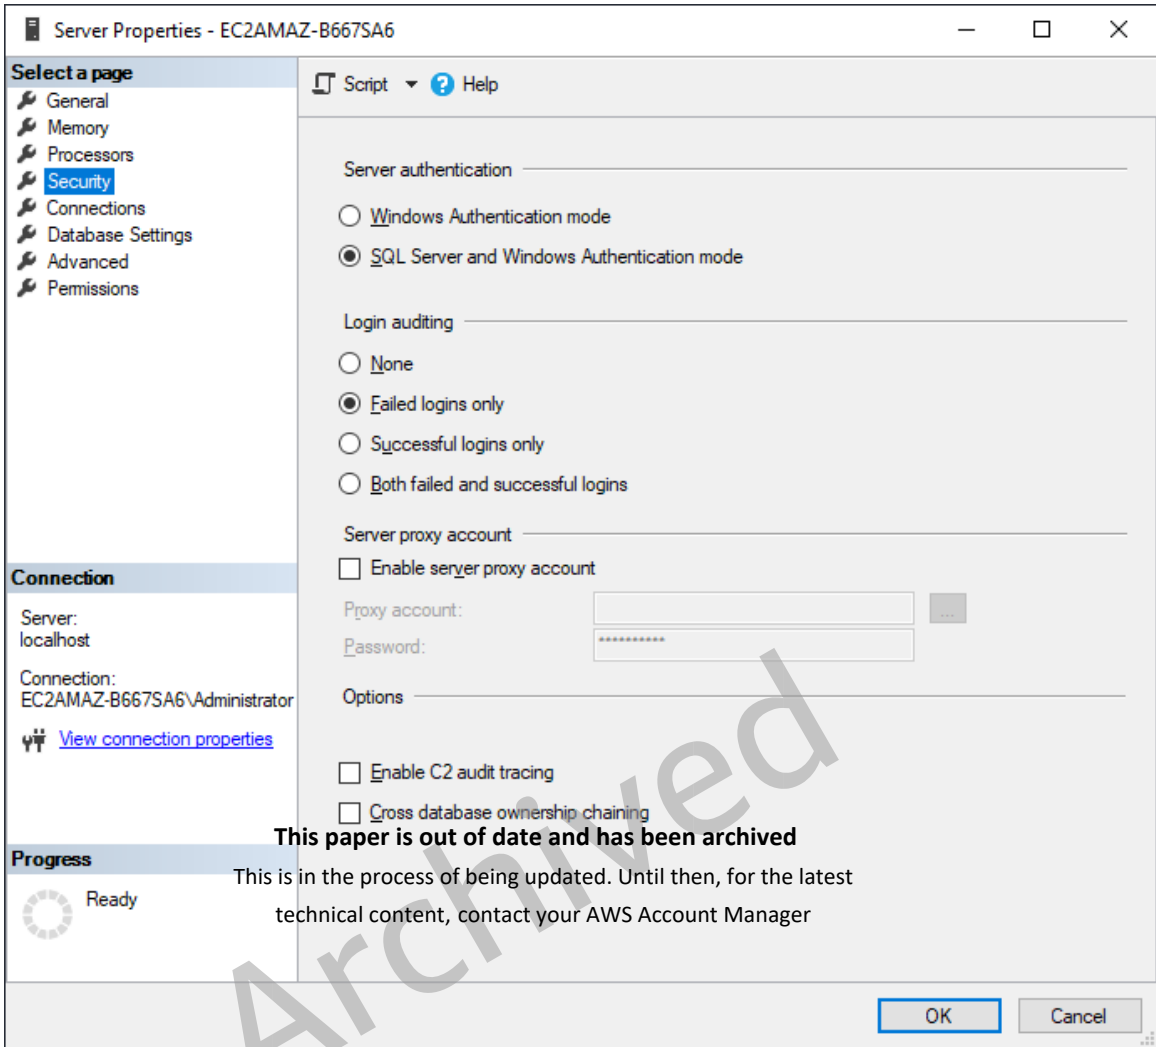 Server Properties - EC2AMAZ-B667SA6
Select a page
General
Memory
Processors
Security
Connections
Database Settings
Advanced
Permissions
Connection
Server:
localhost
Connection:
EC2AMAZ-B667SA6\Administrator
View connection properties
Progress
Ready
Script
Help
Server authentication
Windows Authentication mode
SQL Server and Windows Authentication mode
Login auditing
None
Failed logins only
Successful logins only
Both failed and successful logins
Server proxy account
Enable server proxy account
Proxy account:
...
Password:
**********
Options
Enable C2 audit tracing
Cross database ownership chaining
This paper is out of date and has been archived
This is in the process of being updated. Until then, for the latest
technical content, contact your AWS Account Manager
Archived
OK
Cancel